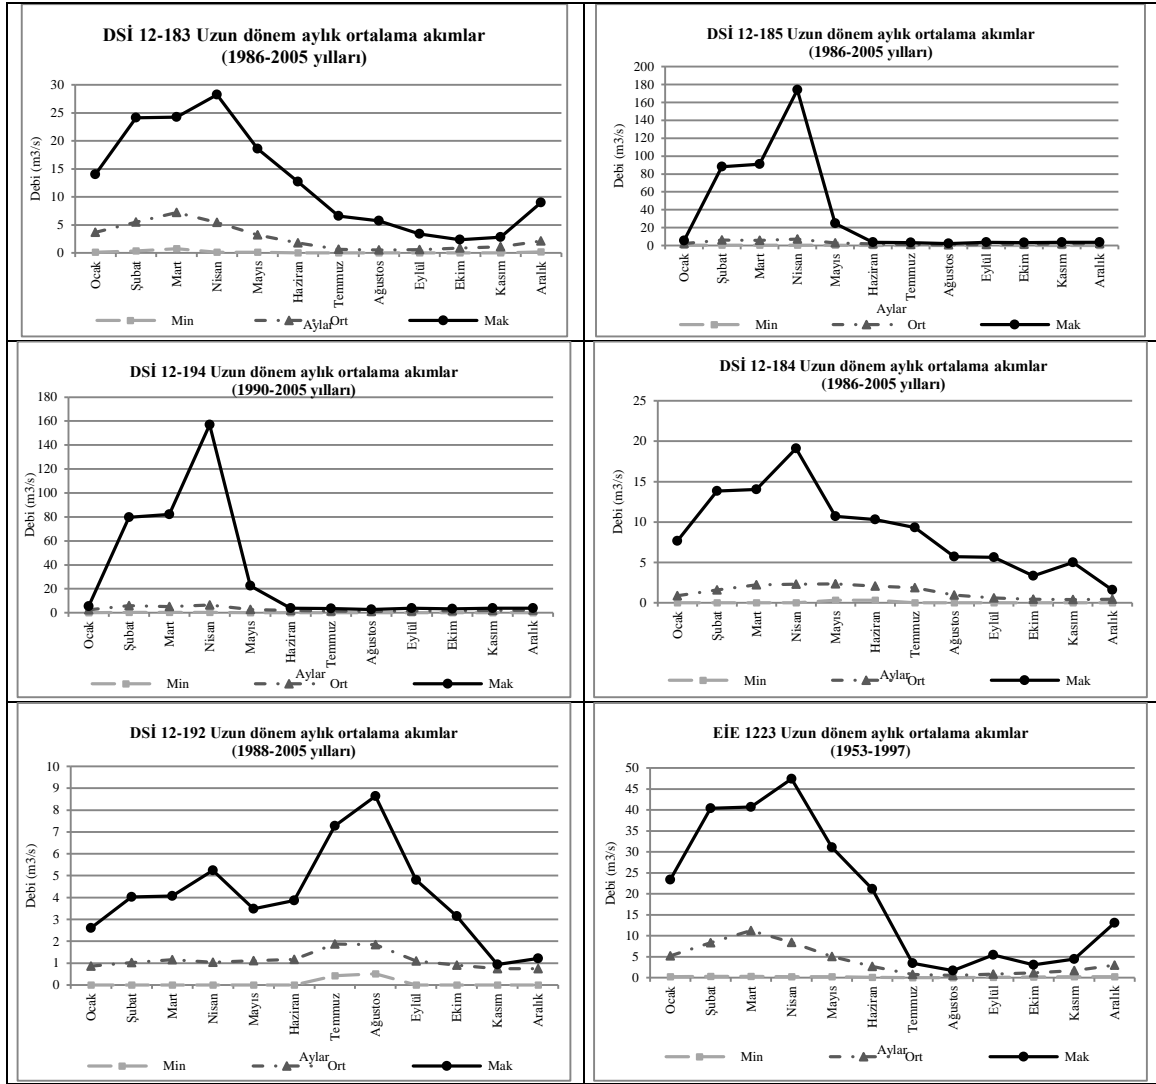 DSİ 12-183 Uzun dönem aylık ortalama akımlar
(1986-2005 yılları)
Debi (m3/s)
30
25
20
15
10
5
0
Ocak
Şubat
Mart
Nisan
Mayıs
Haziran
Temmuz
Ağustos
Eylül
Ekim
Kasım
Aralık
Aylar
Min
Ort
Mak
DSİ 12-185 Uzun dönem aylık ortalama akımlar
(1986-2005 yılları)
Debi (m3/s)
200
180
160
140
120
100
80
60
40
20
0
Ocak
Şubat
Mart
Nisan
Mayıs
Haziran
Temmuz
Ağustos
Eylül
Ekim
Kasım
Aralık
Aylar
Min
Ort
Mak
DSİ 12-194 Uzun dönem aylık ortalama akımlar
(1990-2005 yılları)
Debi (m3/s)
180
160
140
120
100
80
60
40
20
0
Ocak
Şubat
Mart
Nisan
Mayıs
Haziran
Temmuz
Ağustos
Eylül
Ekim
Kasım
Aralık
Aylar
Min
Ort
Mak
DSİ 12-184 Uzun dönem aylık ortalama akımlar
(1986-2005 yılları)
Debi (m3/s)
25
20
15
10
5
0
Ocak
Şubat
Mart
Nisan
Mayıs
Haziran
Temmuz
Ağustos
Eylül
Ekim
Kasım
Aralık
Aylar
Min
Ort
Mak
DSİ 12-192 Uzun dönem aylık ortalama akımlar
(1988-2005 yılları)
Debi (m3/s)
10
9
8
7
6
5
4
3
2
1
0
Ocak
Şubat
Mart
Nisan
Mayıs
Haziran
Temmuz
Ağustos
Eylül
Ekim
Kasım
Aralık
Aylar
Min
Ort
Mak
EİE 1223 Uzun dönem aylık ortalama akımlar
(1953-1997)
Debi (m3/s)
50
45
40
35
30
25
20
15
10
5
0
Ocak
Şubat
Mart
Nisan
Mayıs
Haziran
Temmuz
Ağustos
Eylül
Ekim
Kasım
Aralık
Aylar
Min
Ort
Mak